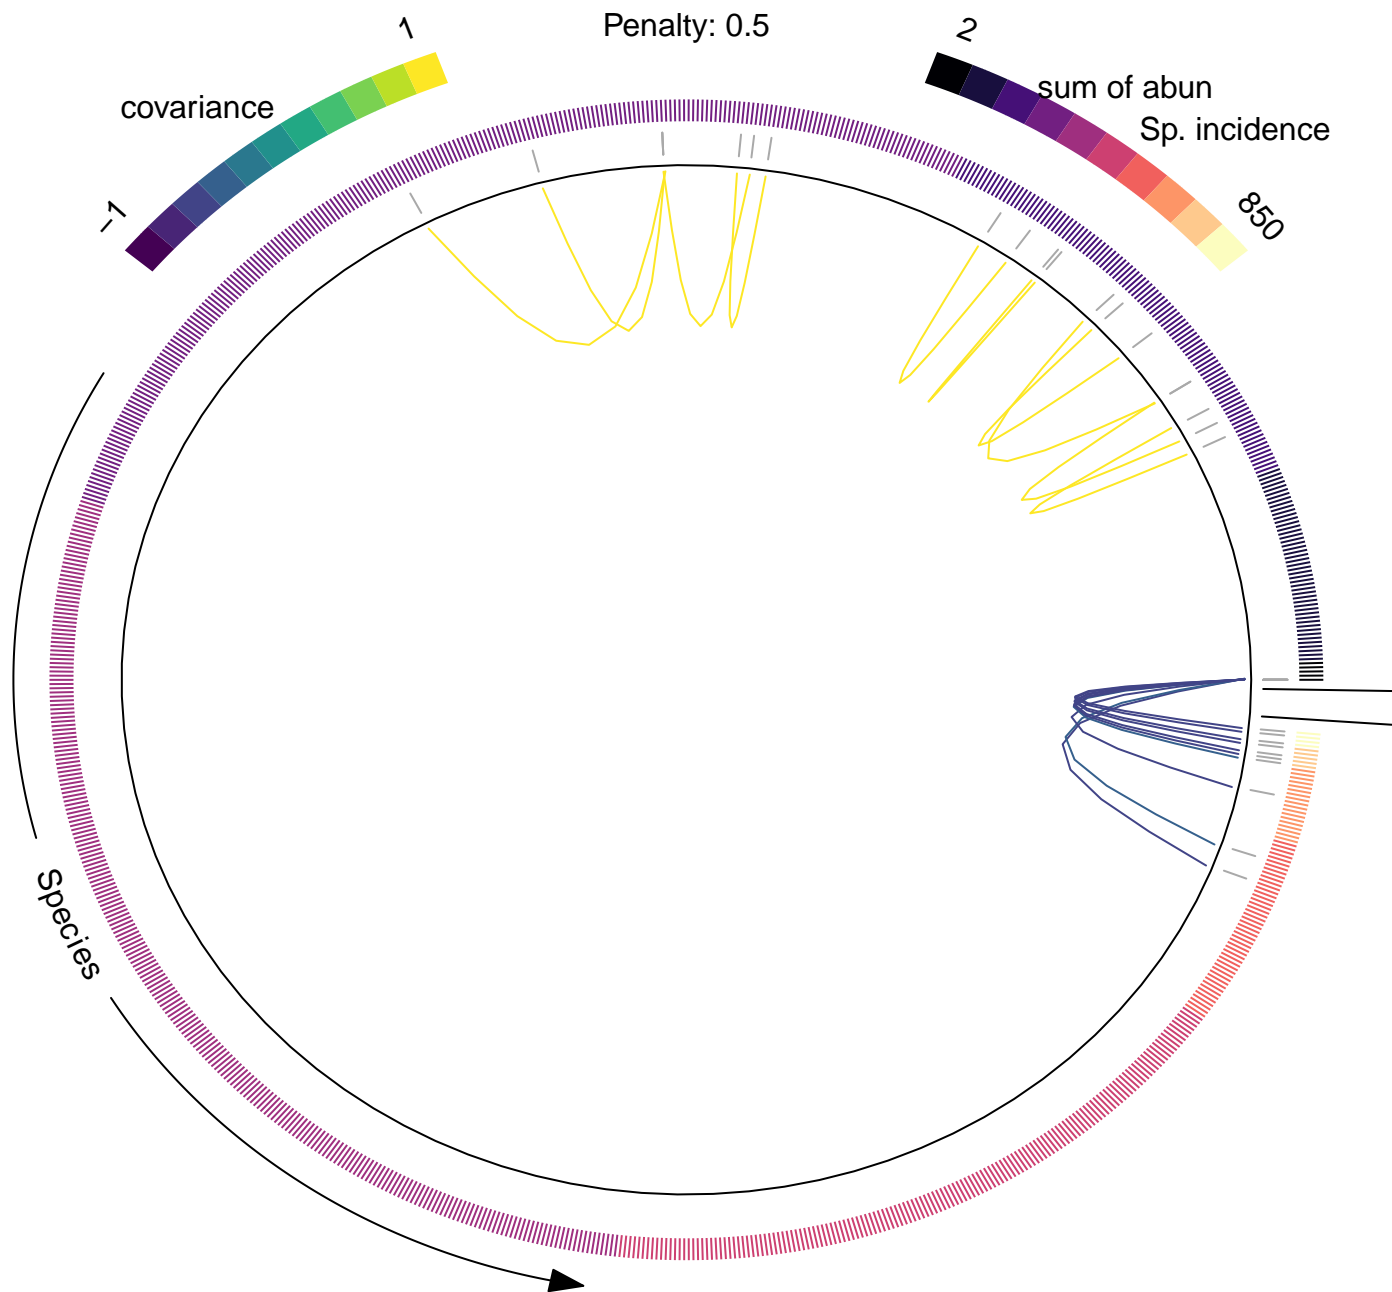 Penalty: 0.5
covariance
−1
1
sum of abun
Sp. incidence
2
850
Species